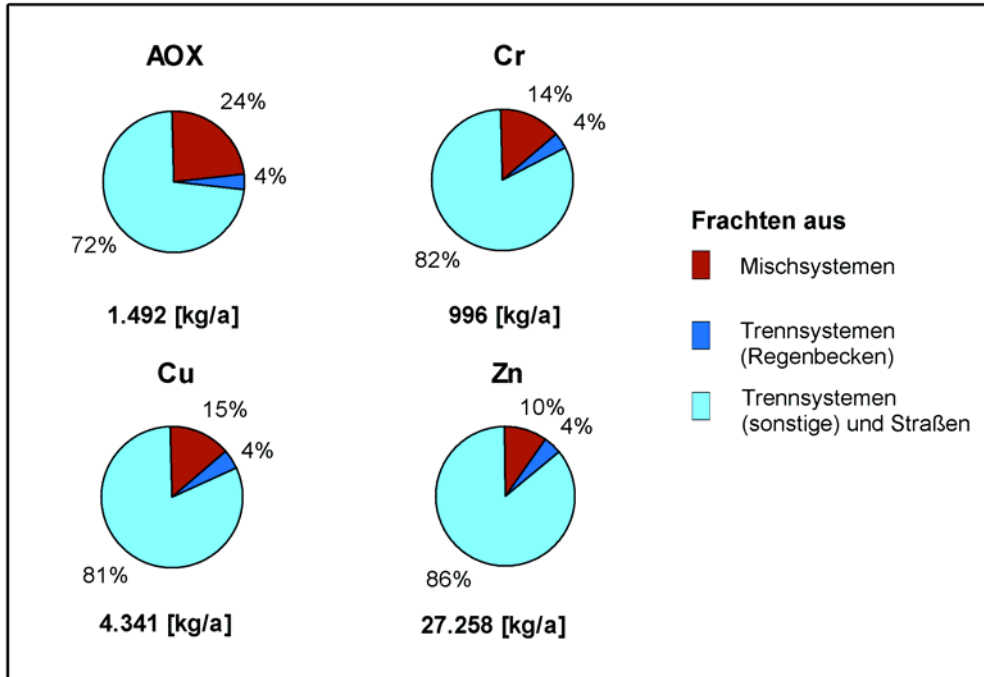 AOX
24%
4%
72%
1.492 [kg/a]
Cr
14%
4%
82%
996 [kg/a]
Cu
15%
4%
81%
4.341 [kg/a]
Zn
10%
4%
86%
27.258 [kg/a]
Frachten aus
Mischsystemen
Trennsystemen
(Regenbecken)
Trennsystemen
(sonstige) und Straßen